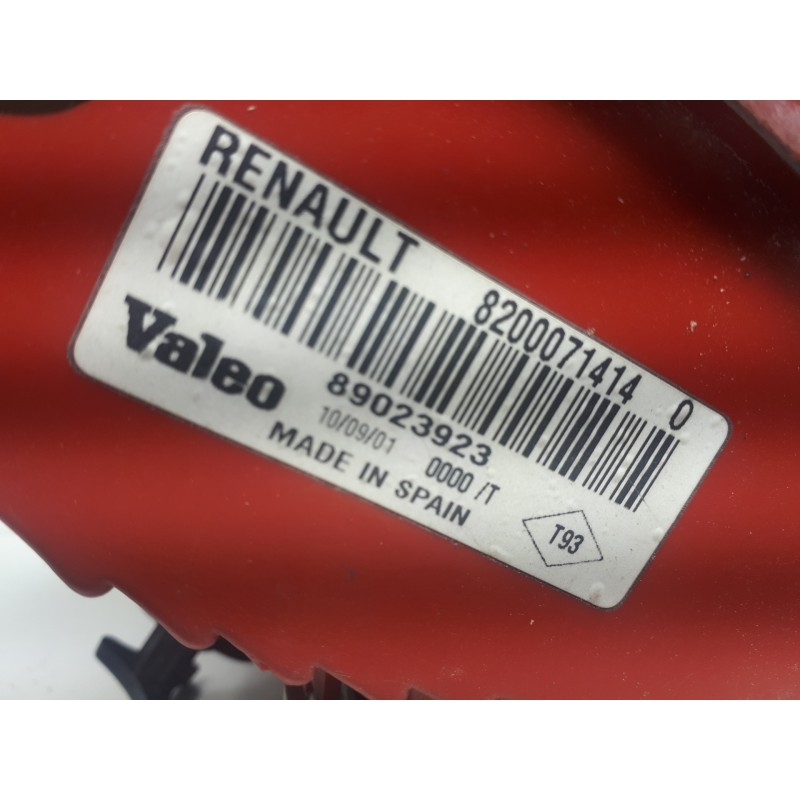 RENAULT
8200071414 0
Valeo
89023923
10/09/01 0000 /T
MADE IN SPAIN
T93